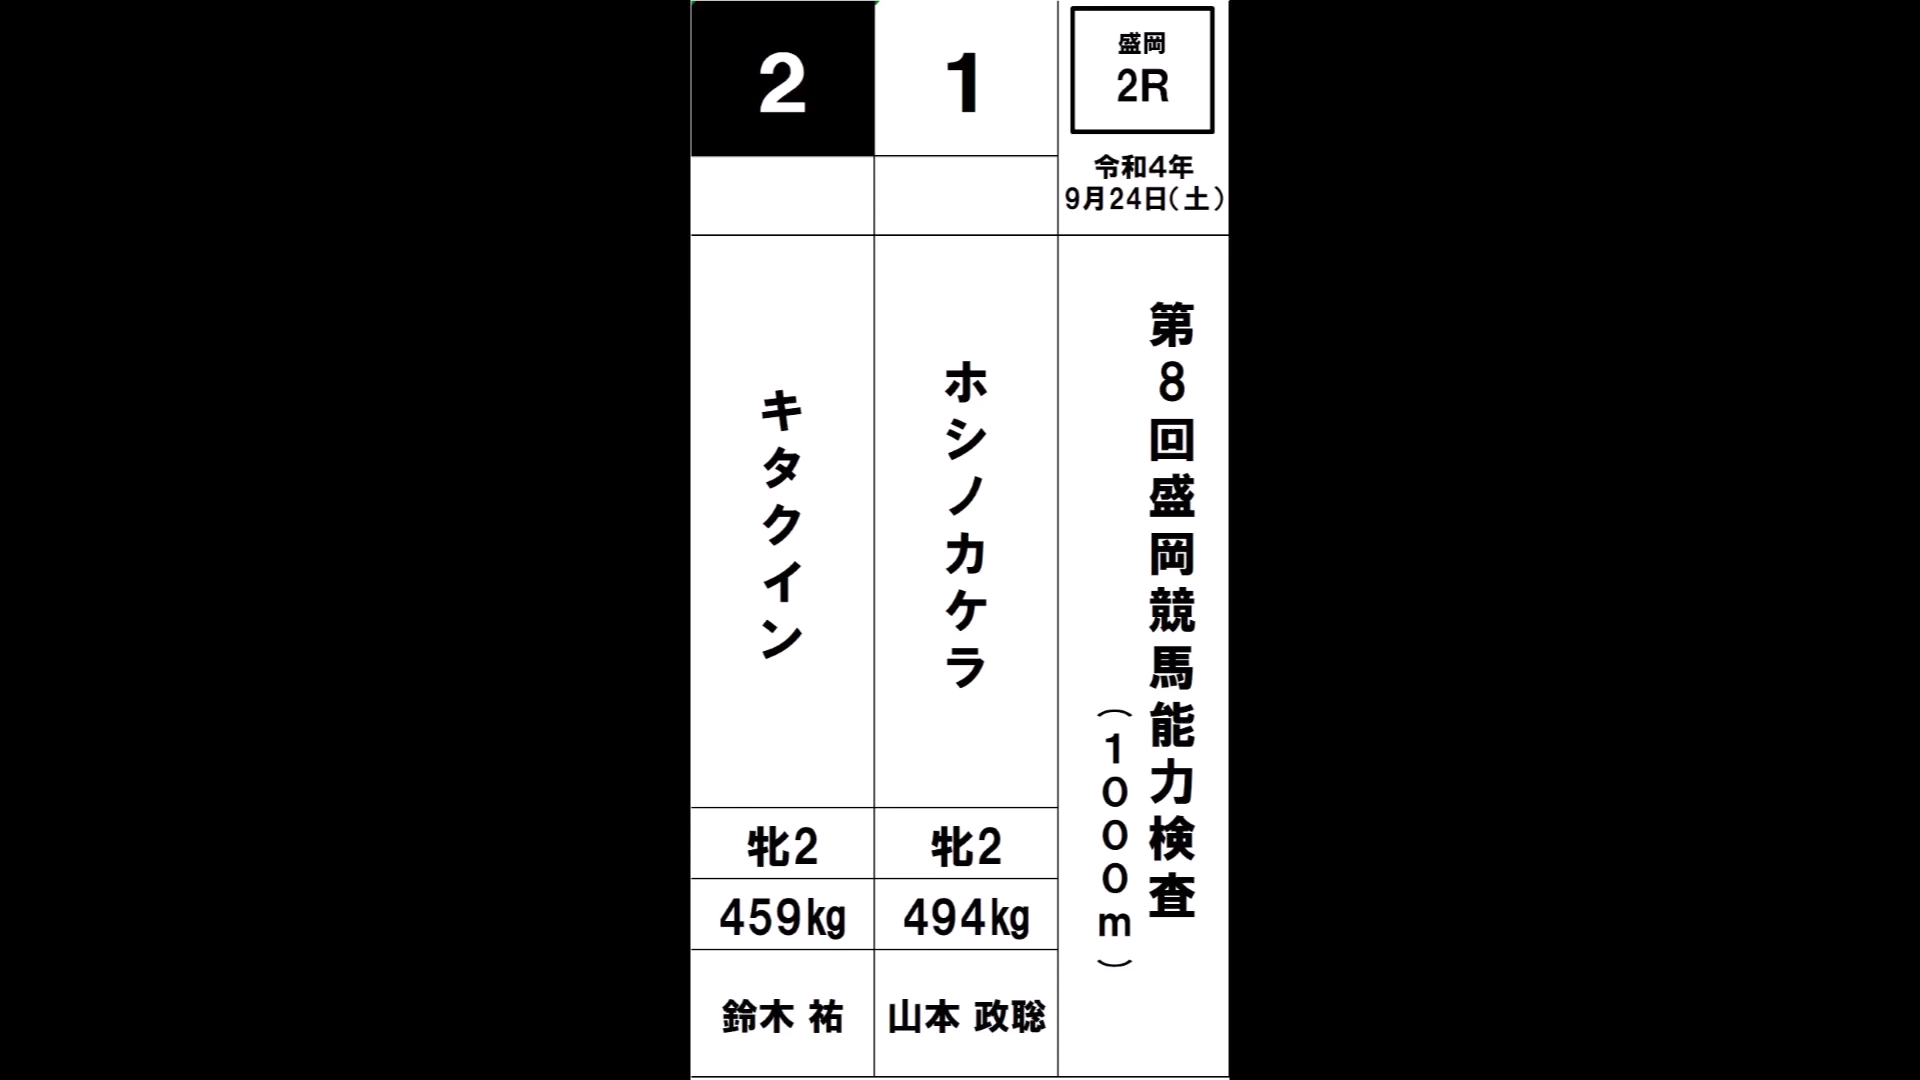 盛岡
2R
令和4年
9月24日(土)
第8回盛岡競馬能力検査
(1000m)
1
ホシノカケラ
牝2
494kg
山本 政聡
2
キタクイン
牝2
459kg
鈴木 祐